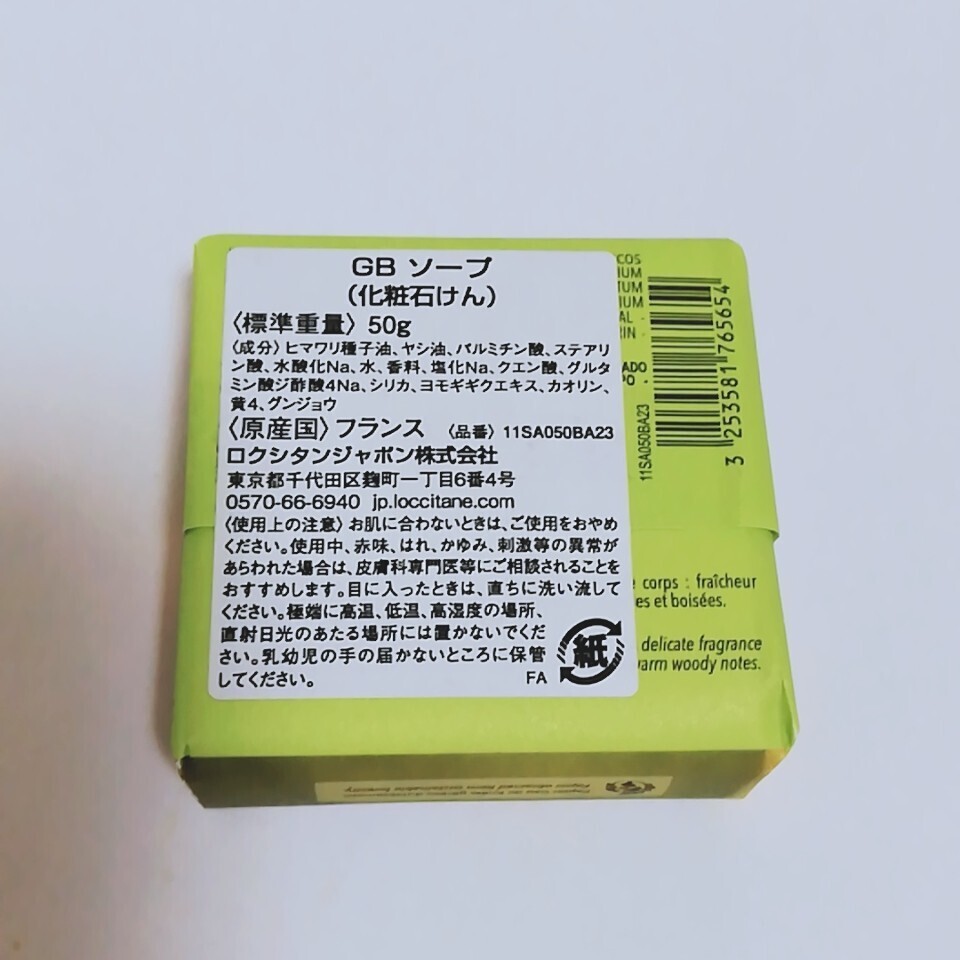 GB ソープ
(化粧石けん)
〈標準重量〉 50g
〈成分〉ヒマワリ種子油、ヤシ油、パルミチン酸、ステアリ
ン酸、水酸化Na、水、香料、塩化Na、クエン酸、グルタ
ミン酸ジ酢酸4Na、シリカ、ヨモギギクエキス、カオリン、
黄4、グンジョウ
〈原産国〉フランス 〈品番〉 11SA050BA23
ロクシタンジャポン株式会社
東京都千代田区麹町一丁目6番4号
0570-66-6940 jp.loccitane.com
〈使用上の注意〉お肌に合わないときは、ご使用をおやめ
ください。使用中、赤味、はれ、かゆみ、刺激等の異常が
あらわれた場合は、皮膚科専門医等にご相談されることを
おすすめします。目に入ったときは、直ちに洗い流して
ください。極端に高温、低温、高湿度の場所、
直射日光のあたる場所には置かないでくだ
さい。乳幼児の手の届かないところに保管
してください。
FA
紙
11SA050BA23
3 253581 765654
corps : fraîcheur
et boisées.
delicate fragrance
warm woody notes.